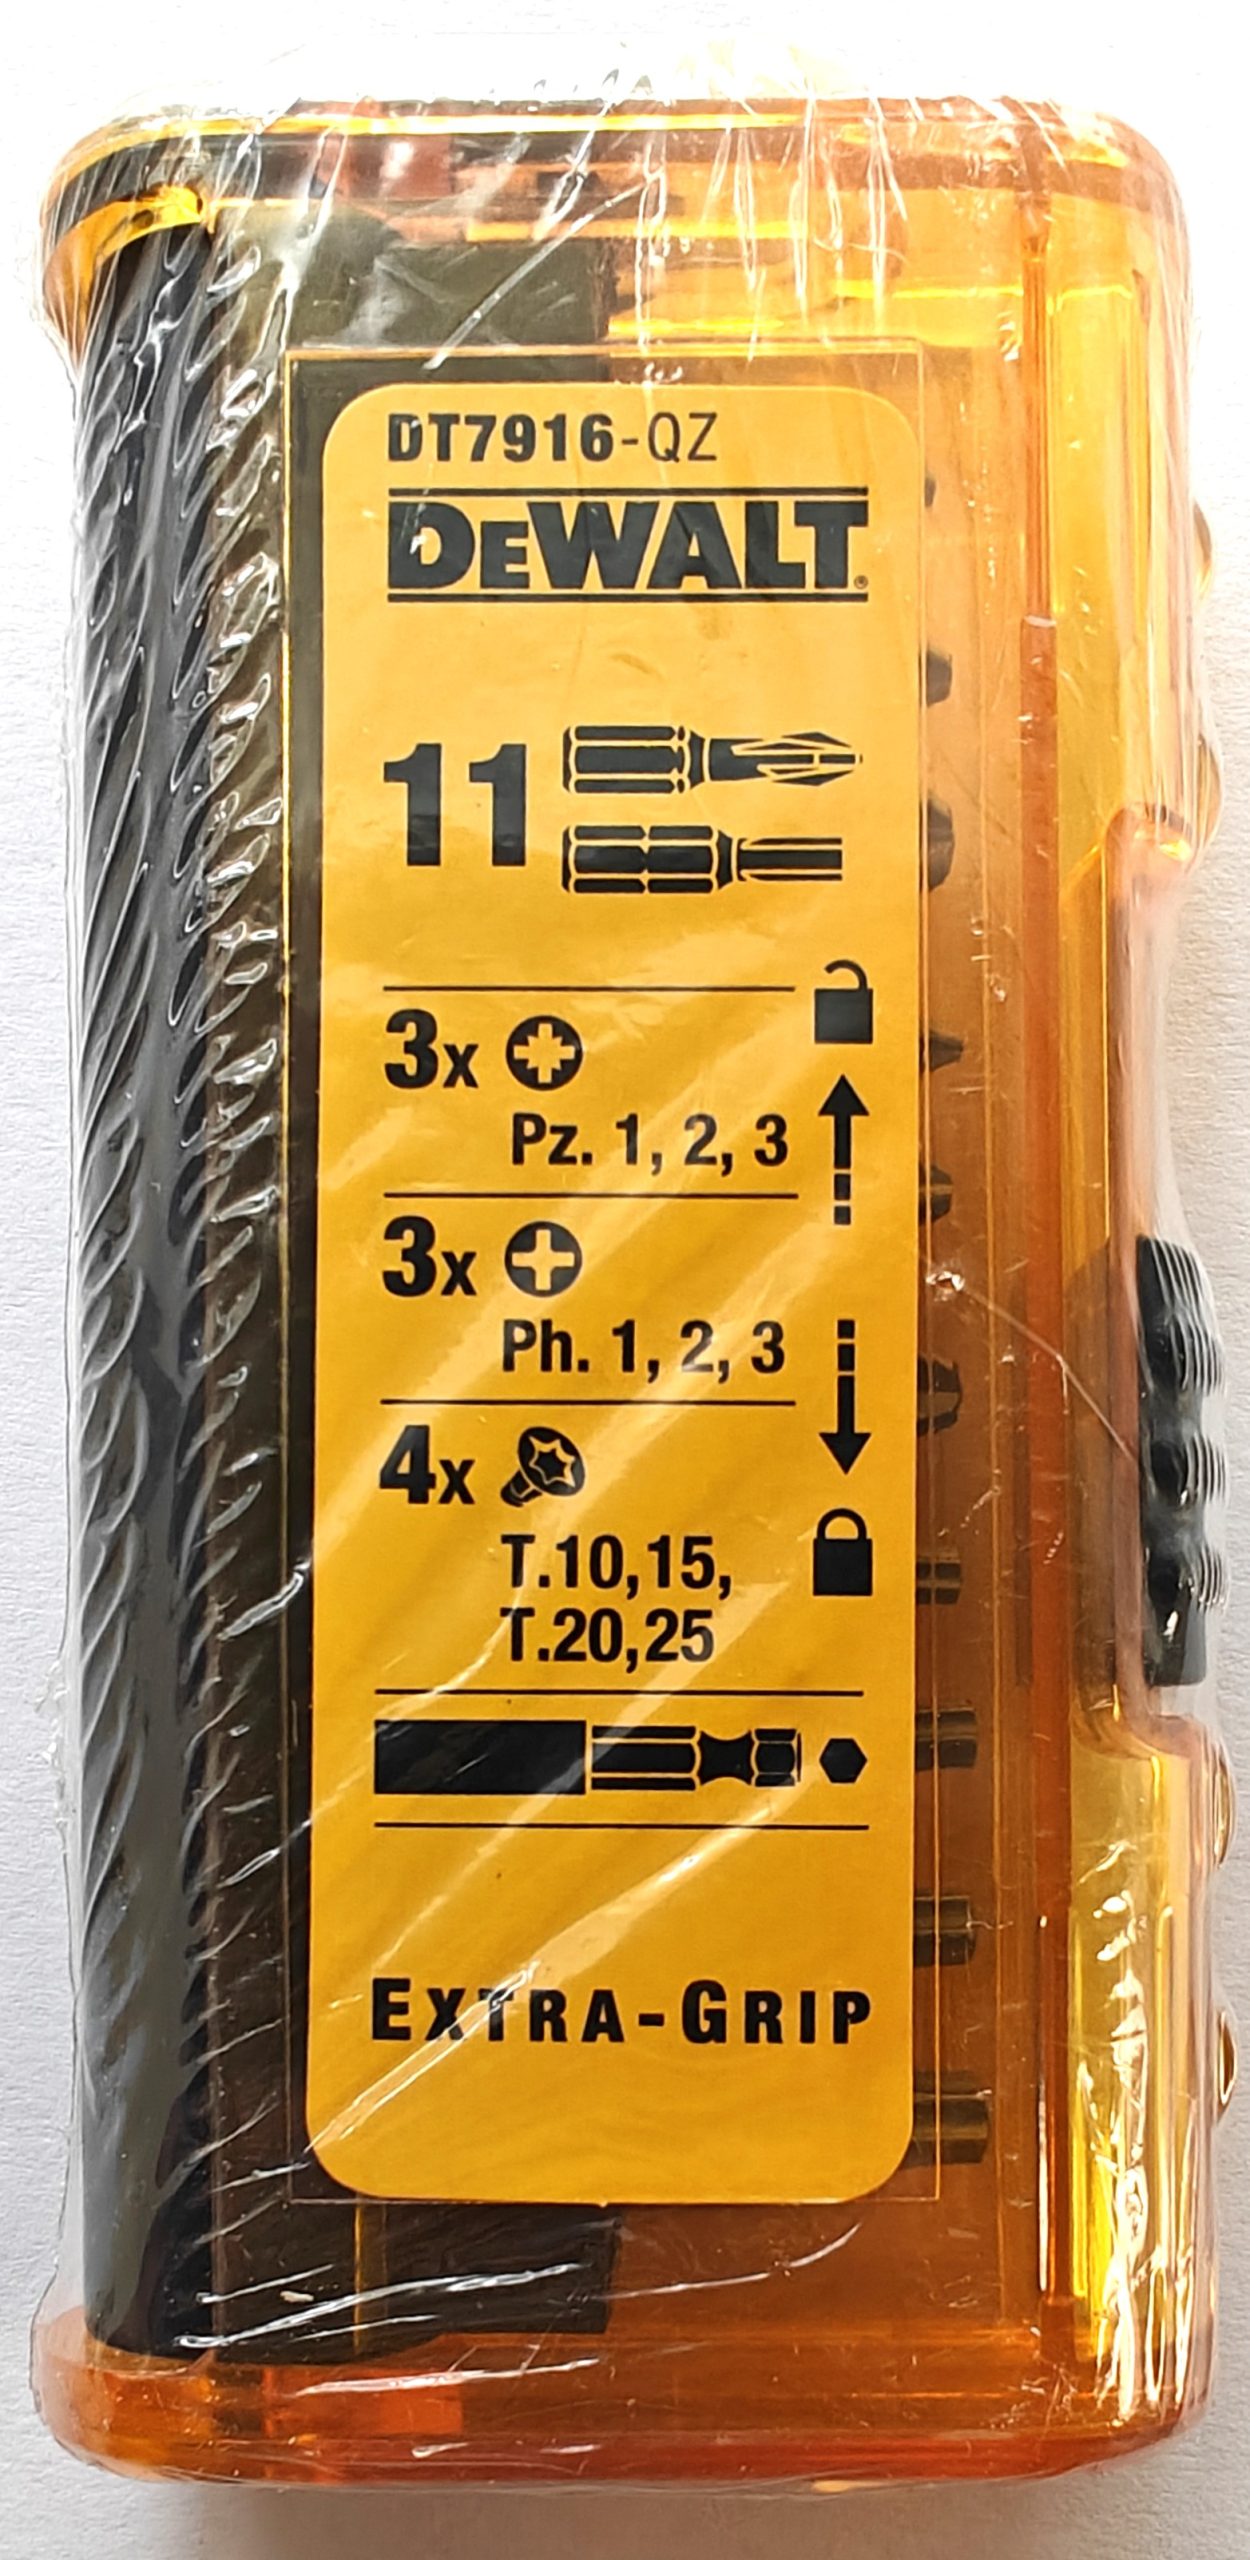 DT7916-QZ
DEWALT®
11
3x
Pz. 1, 2, 3
3x
Ph. 1, 2, 3
4x
T.10,15,
T.20,25
EXTRA-GRIP